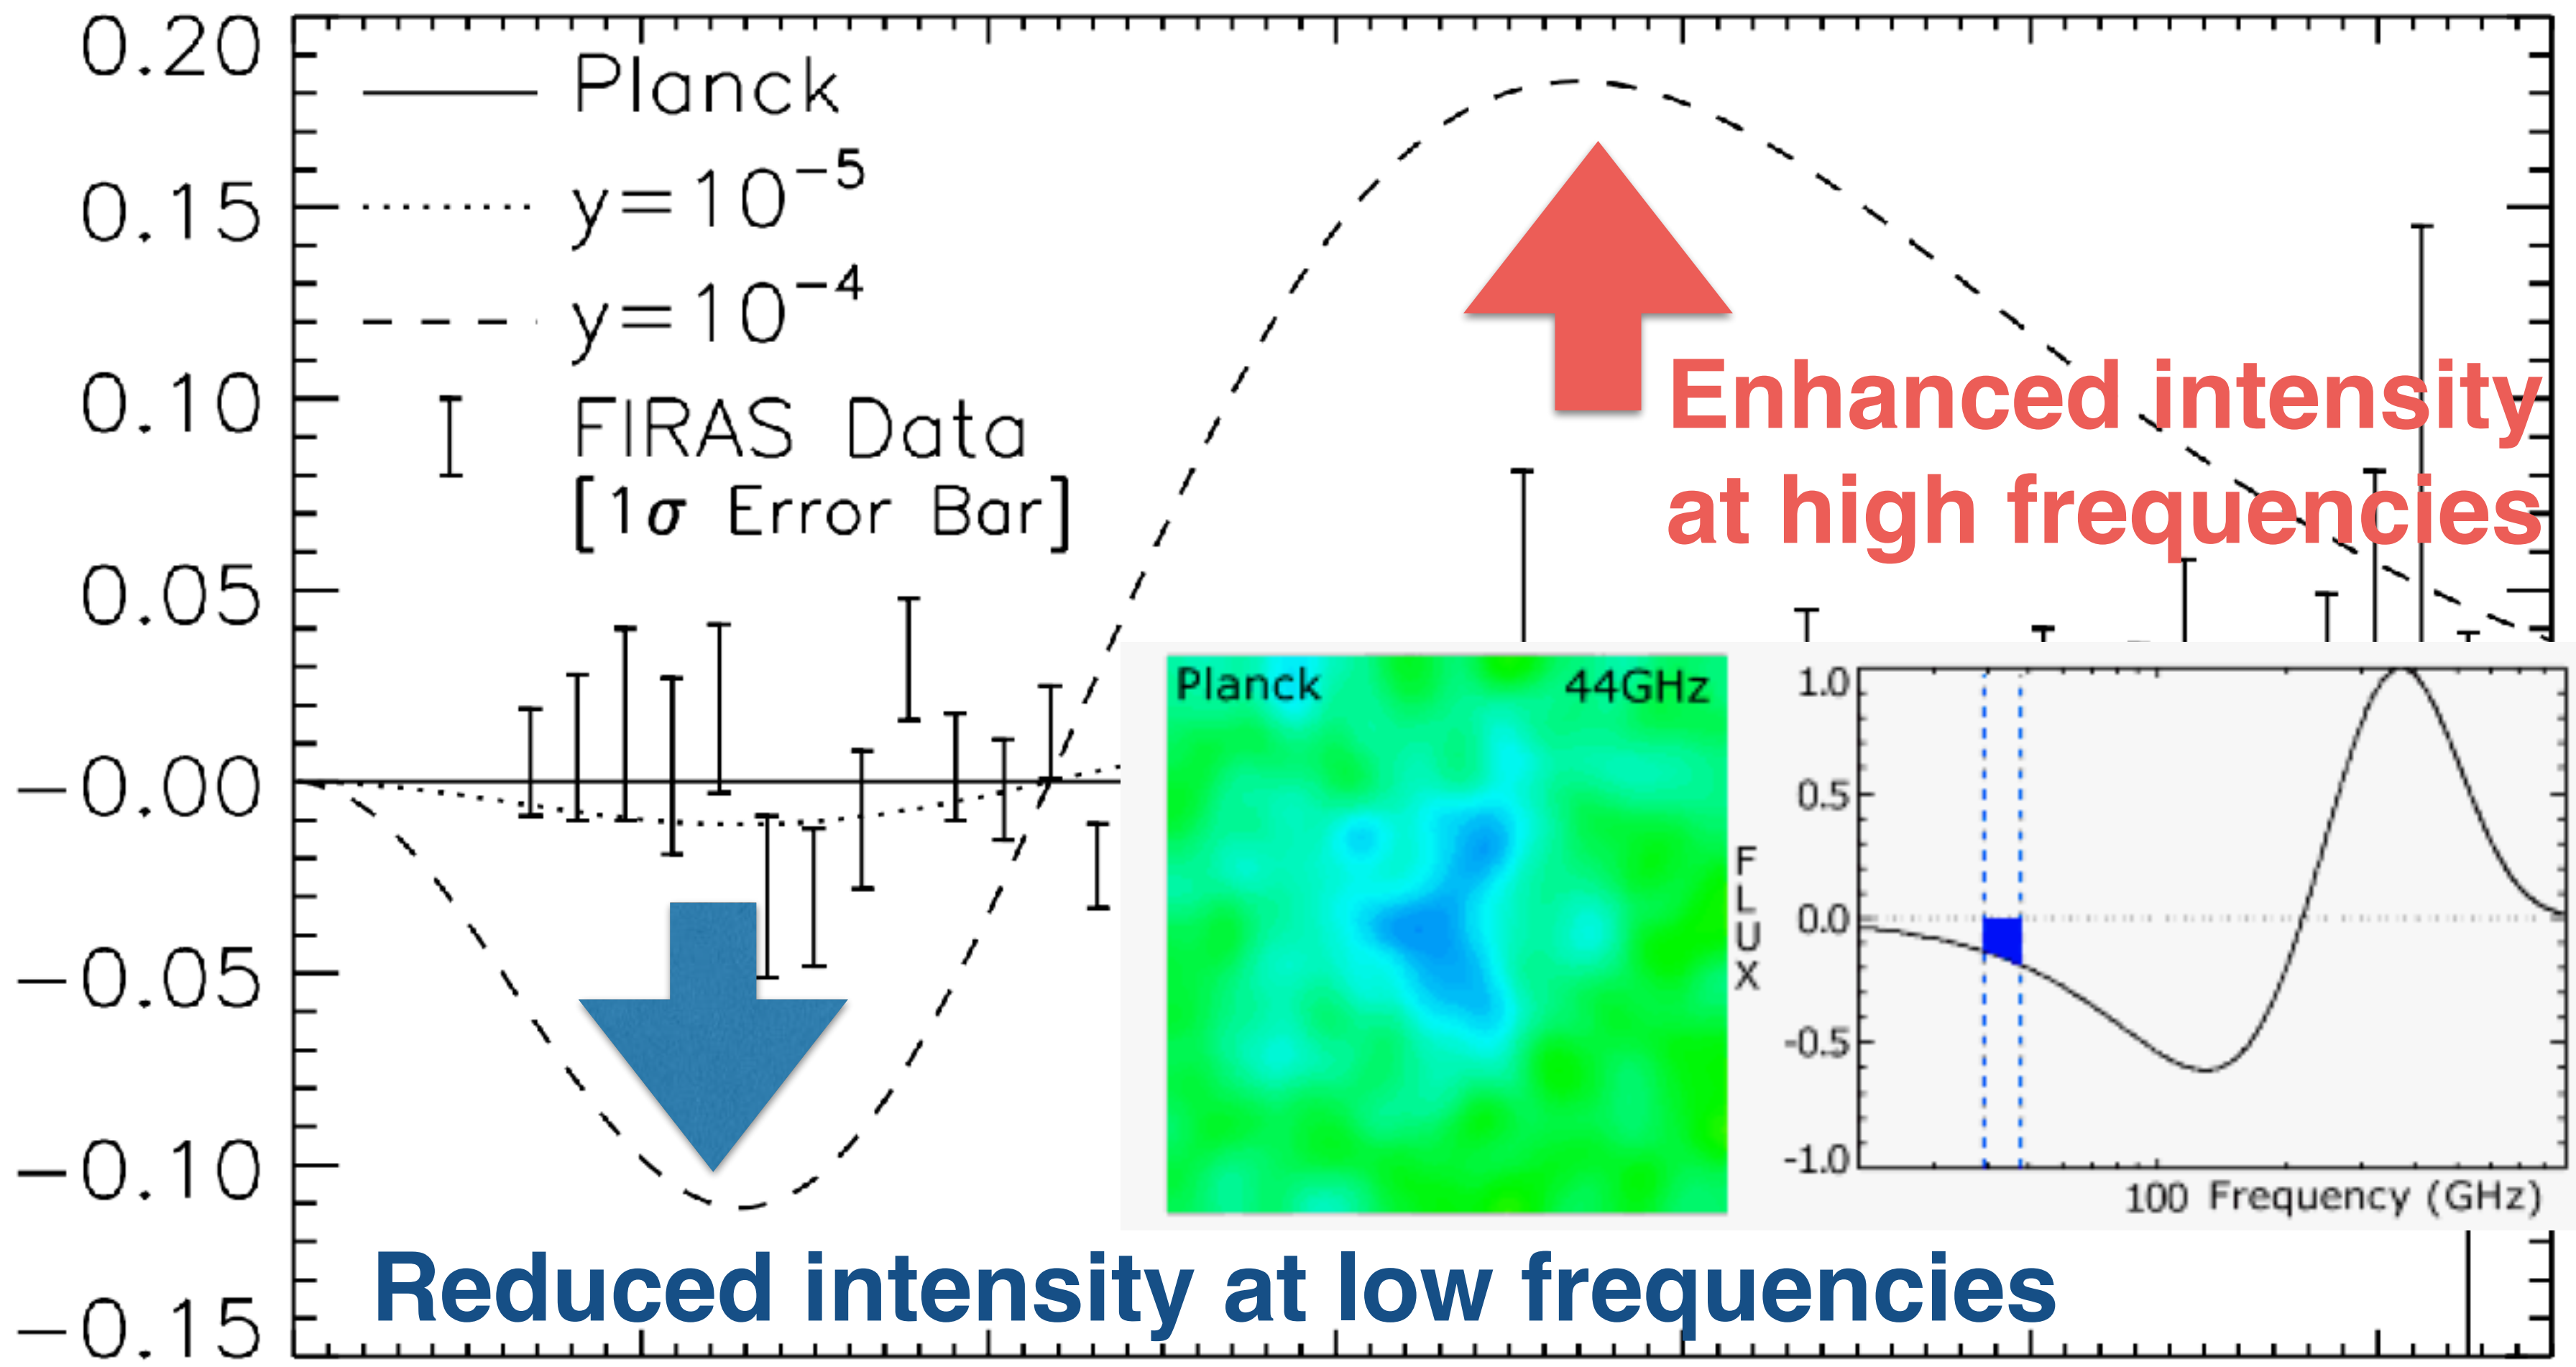 0.20
0.15
0.10
0.05
−0.00
−0.05
−0.10
−0.15
Planck
y=10⁻⁵
y=10⁻⁴
FIRAS Data
[1σ Error Bar]
Enhanced intensity
at high frequencies
Planck 44GHz
FLUX
1.0
0.5
0.0
-0.5
-1.0
100 Frequency (GHz)
Reduced intensity at low frequencies